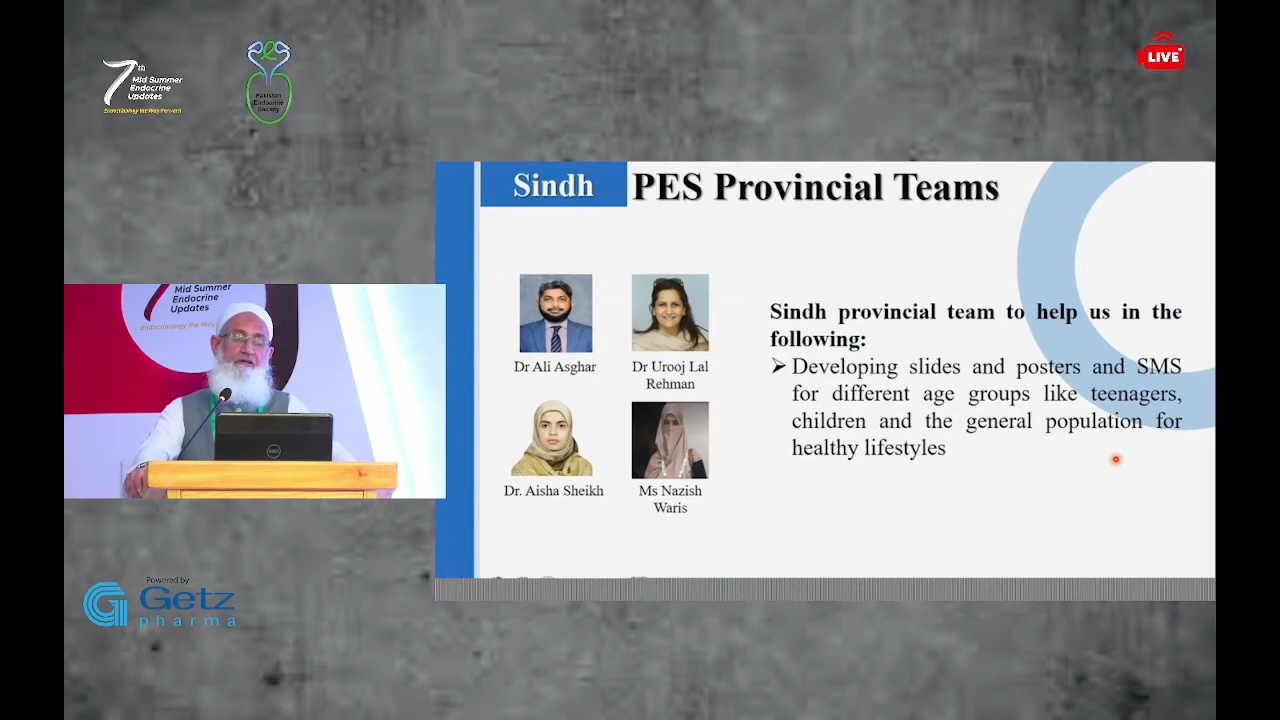 7th
Mid Summer
Endocrine
Updates
Endocrinology the Way Forward
Pakistan
Endocrine
Society
LIVE
Sindh
PES Provincial Teams
Dr Ali Asghar
Dr Urooj Lal
Rehman
Dr. Aisha Sheikh
Ms Nazish
Waris
Sindh provincial team to help us in the
following:
➢ Developing slides and posters and SMS
for different age groups like teenagers,
children and the general population for
healthy lifestyles
7
Mid Summer
Endocrine
Updates
Endocrinology the Way
DELL
Powered by
Getz
pharma